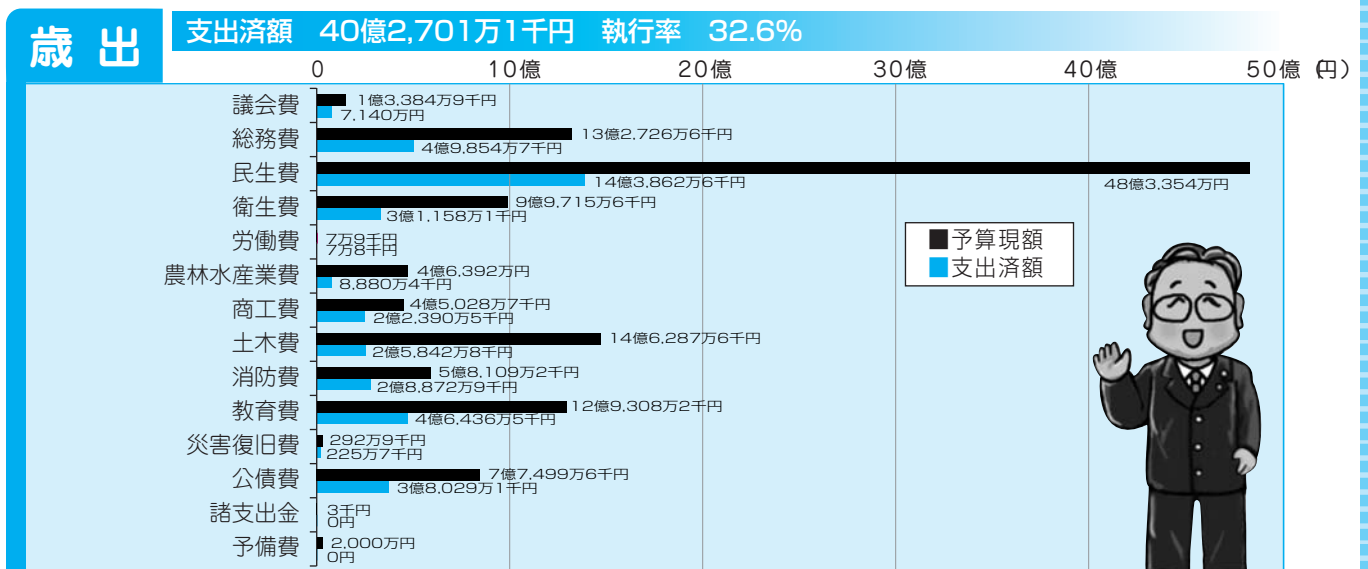 歳出
支出済額 40億2,701万1千円 執行率 32.6%
0 10億 20億 30億 40億 50億 (円)
議会費 1億3,384万9千円
7,140万円
総務費 13億2,726万6千円
4億9,854万7千円
民生費 48億3,354万円
14億3,862万6千円
衛生費 9億9,715万6千円
3億1,158万1千円
労働費 7万9千円
7万8千円
農林水産業費 4億6,392万円
8,880万4千円
商工費 4億5,028万7千円
2億2,390万5千円
土木費 14億6,287万6千円
2億5,842万8千円
消防費 5億8,109万2千円
2億8,872万9千円
教育費 12億9,308万2千円
4億6,436万5千円
災害復旧費 292万9千円
225万7千円
公債費 7億7,499万6千円
3億8,029万1千円
諸支出金 3千円
0円
予備費 2,000万円
0円
■予算現額
■支出済額